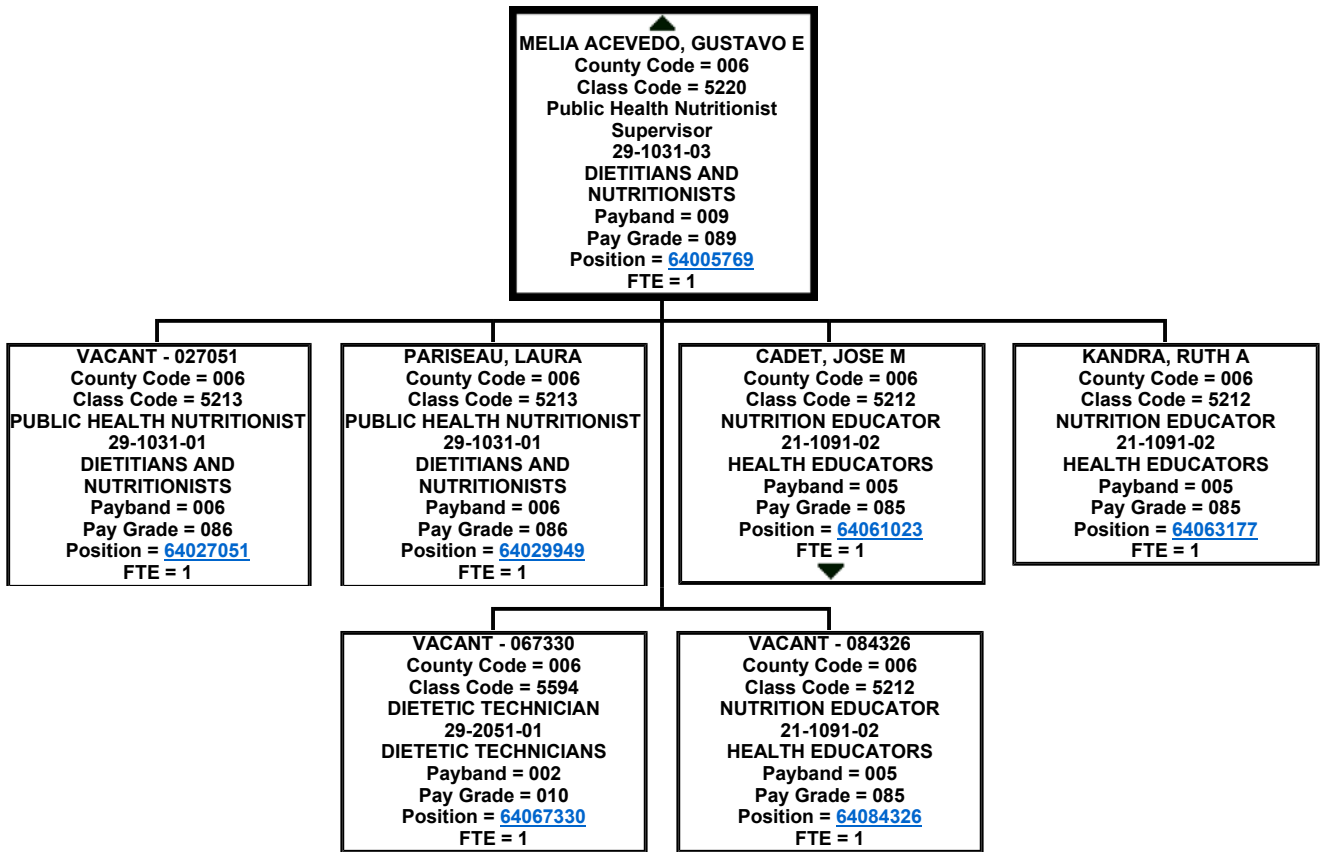 MELIA ACEVEDO, GUSTAVO E
County Code = 006
Class Code = 5220
Public Health Nutritionist
Supervisor
29-1031-03
DIETITIANS AND
NUTRITIONISTS
Payband = 009
Pay Grade = 089
Position = 64005769
FTE = 1
VACANT - 027051
County Code = 006
Class Code = 5213
PUBLIC HEALTH NUTRITIONIST
29-1031-01
DIETITIANS AND
NUTRITIONISTS
Payband = 006
Pay Grade = 086
Position = 64027051
FTE = 1
PARISEAU, LAURA
County Code = 006
Class Code = 5213
PUBLIC HEALTH NUTRITIONIST
29-1031-01
DIETITIANS AND
NUTRITIONISTS
Payband = 006
Pay Grade = 086
Position = 64029949
FTE = 1
CADET, JOSE M
County Code = 006
Class Code = 5212
NUTRITION EDUCATOR
21-1091-02
HEALTH EDUCATORS
Payband = 005
Pay Grade = 085
Position = 64061023
FTE = 1
KANDRA, RUTH A
County Code = 006
Class Code = 5212
NUTRITION EDUCATOR
21-1091-02
HEALTH EDUCATORS
Payband = 005
Pay Grade = 085
Position = 64063177
FTE = 1
VACANT - 067330
County Code = 006
Class Code = 5594
DIETETIC TECHNICIAN
29-2051-01
DIETETIC TECHNICIANS
Payband = 002
Pay Grade = 010
Position = 64067330
FTE = 1
VACANT - 084326
County Code = 006
Class Code = 5212
NUTRITION EDUCATOR
21-1091-02
HEALTH EDUCATORS
Payband = 005
Pay Grade = 085
Position = 64084326
FTE = 1